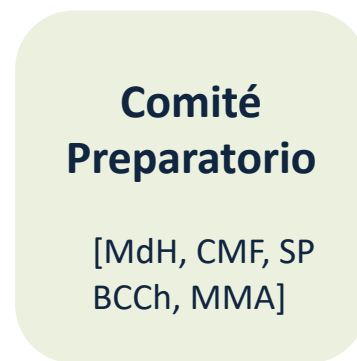 Comité
Preparatorio
[MdH, CMF, SP
BCCh, MMA]